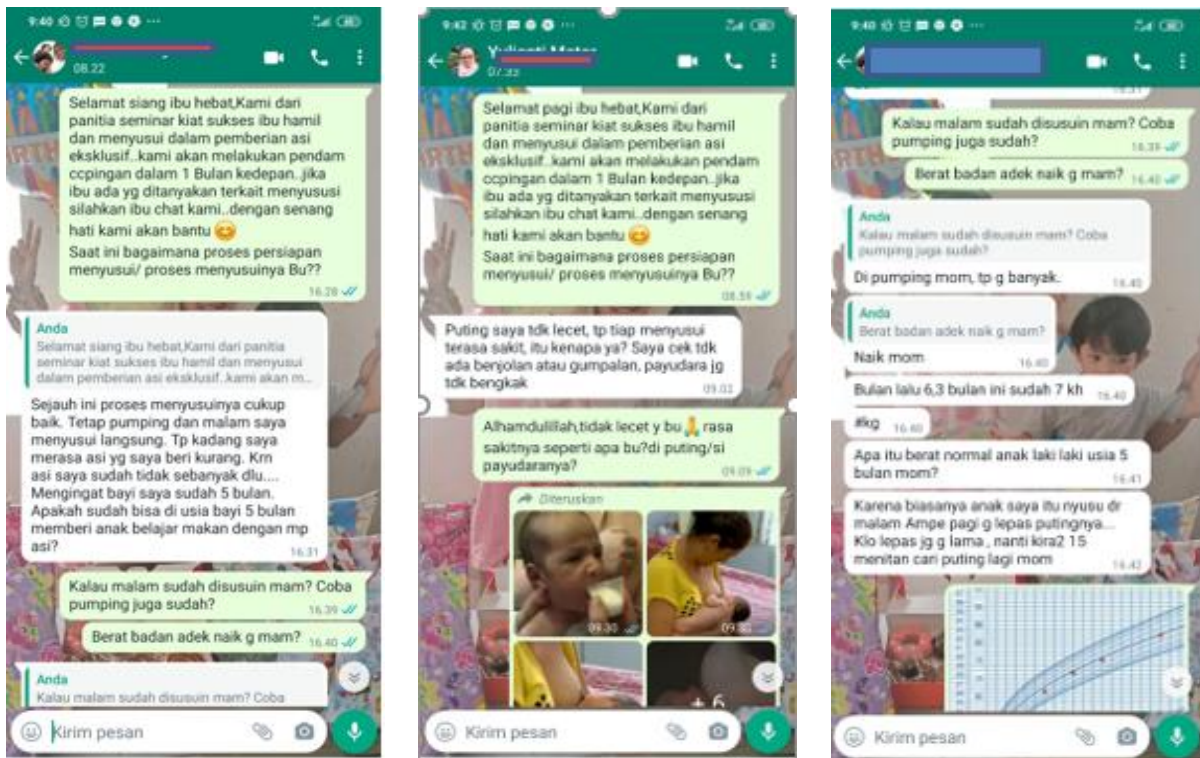 9:40
08.22
Selamat siang ibu hebat,Kami dari
panitia seminar kiat sukses ibu hamil
dan menyusui dalam pemberian asi
eksklusif..kami akan melakukan pendam
ccpingan dalam 1 Bulan kedepan..jika
ibu ada yg ditanyakan terkait menyususi
silahkan ibu chat kami..dengan senang
hati kami akan bantu 😊
Saat ini bagaimana proses persiapan
menyusui/ proses menyusuinya Bu??
16.28
Anda
Selamat siang ibu hebat,Kami dari panitia
seminar kiat sukses ibu hamil dan menyusui
dalam pemberian asi eksklusif..kami akan m...
Sejauh ini proses menyusuinya cukup
baik. Tetap pumping dan malam saya
menyusui langsung. Tp kadang saya
merasa asi yg saya beri kurang. Krn
asi saya sudah tidak sebanyak dlu....
Mengingat bayi saya sudah 5 bulan.
Apakah sudah bisa di usia bayi 5 bulan
memberi anak belajar makan dengan mp
asi?
16.31
Kalau malam sudah disusuin mam? Coba
pumping juga sudah?
16.39
Berat badan adek naik g mam? 16.40
Anda
Kalau malam sudah disusuin mam? Coba
Kirim pesan
9:42
07.33
Selamat pagi ibu hebat,Kami dari
panitia seminar kiat sukses ibu hamil
dan menyusui dalam pemberian asi
eksklusif..kami akan melakukan pendam
ccpingan dalam 1 Bulan kedepan..jika
ibu ada yg ditanyakan terkait menyususi
silahkan ibu chat kami..dengan senang
hati kami akan bantu 😊
Saat ini bagaimana proses persiapan
menyusui/ proses menyusuinya Bu??
08.59
Puting saya tdk lecet, tp tiap menyusui
terasa sakit, itu kenapa ya? Saya cek tdk
ada benjolan atau gumpalan, payudara jg
tdk bengkak
09.03
Alhamdulillah,tidak lecet y bu🙏 rasa
sakitnya seperti apa bu?di puting/si
payudaranya?
09.09
Diteruskan
09.30
+ 6
Kirim pesan
9:40
16.31
Kalau malam sudah disusuin mam? Coba
pumping juga sudah?
16.39
Berat badan adek naik g mam? 16.40
Anda
Kalau malam sudah disusuin mam? Coba
pumping juga sudah?
Di pumping mom, tp g banyak.
16.40
Anda
Berat badan adek naik g mam?
Naik mom
16.40
Bulan lalu 6,3 bulan ini sudah 7 kh 16.40
#kg 16.40
Apa itu berat normal anak laki laki usia 5
bulan mom?
16.41
Karena biasanya anak saya itu nyusu dr
malam Ampe pagi g lepas putingnya...
Klo lepas jg g lama , nanti kira2 15
menitan cari puting lagi mom
16.42
Kirim pesan